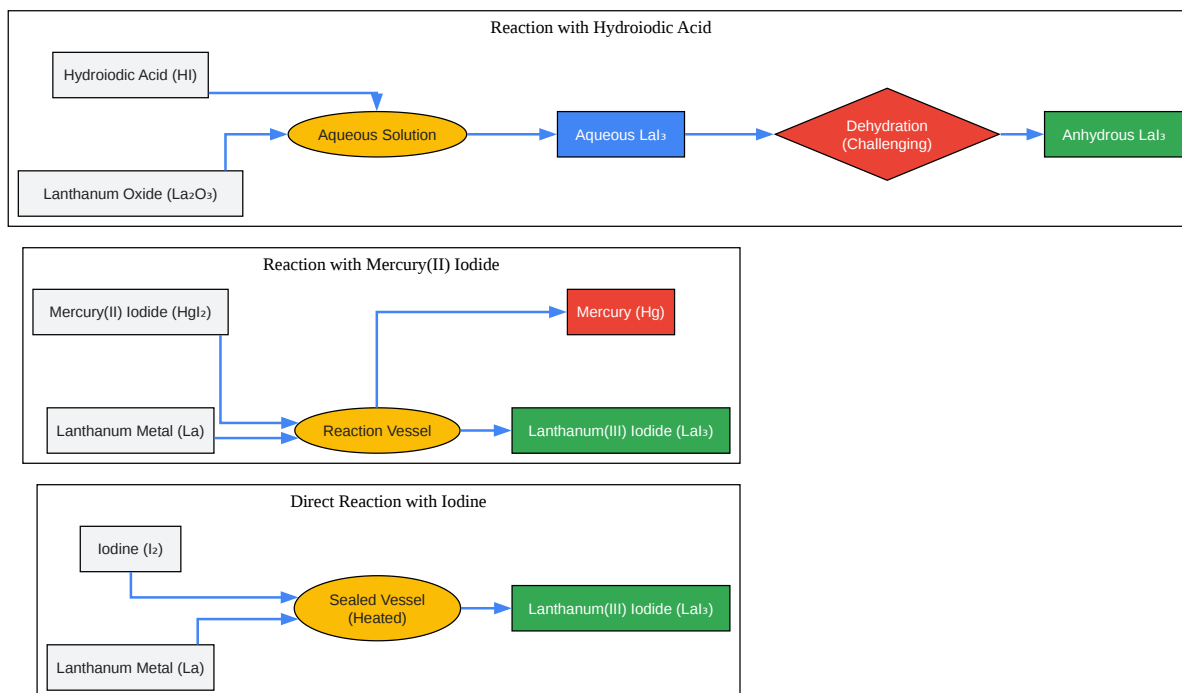 Reaction with Hydroiodic Acid
Hydroiodic Acid (HI)
Aqueous Solution
Aqueous LaI₃
Dehydration
(Challenging)
Anhydrous LaI₃
Lanthanum Oxide (La₂O₃)
Reaction with Mercury(II) Iodide
Mercury(II) Iodide (HgI₂)
Mercury (Hg)
Lanthanum Metal (La)
Reaction Vessel
Lanthanum(III) Iodide (LaI₃)
Direct Reaction with Iodine
Iodine (I₂)
Sealed Vessel
(Heated)
Lanthanum(III) Iodide (LaI₃)
Lanthanum Metal (La)